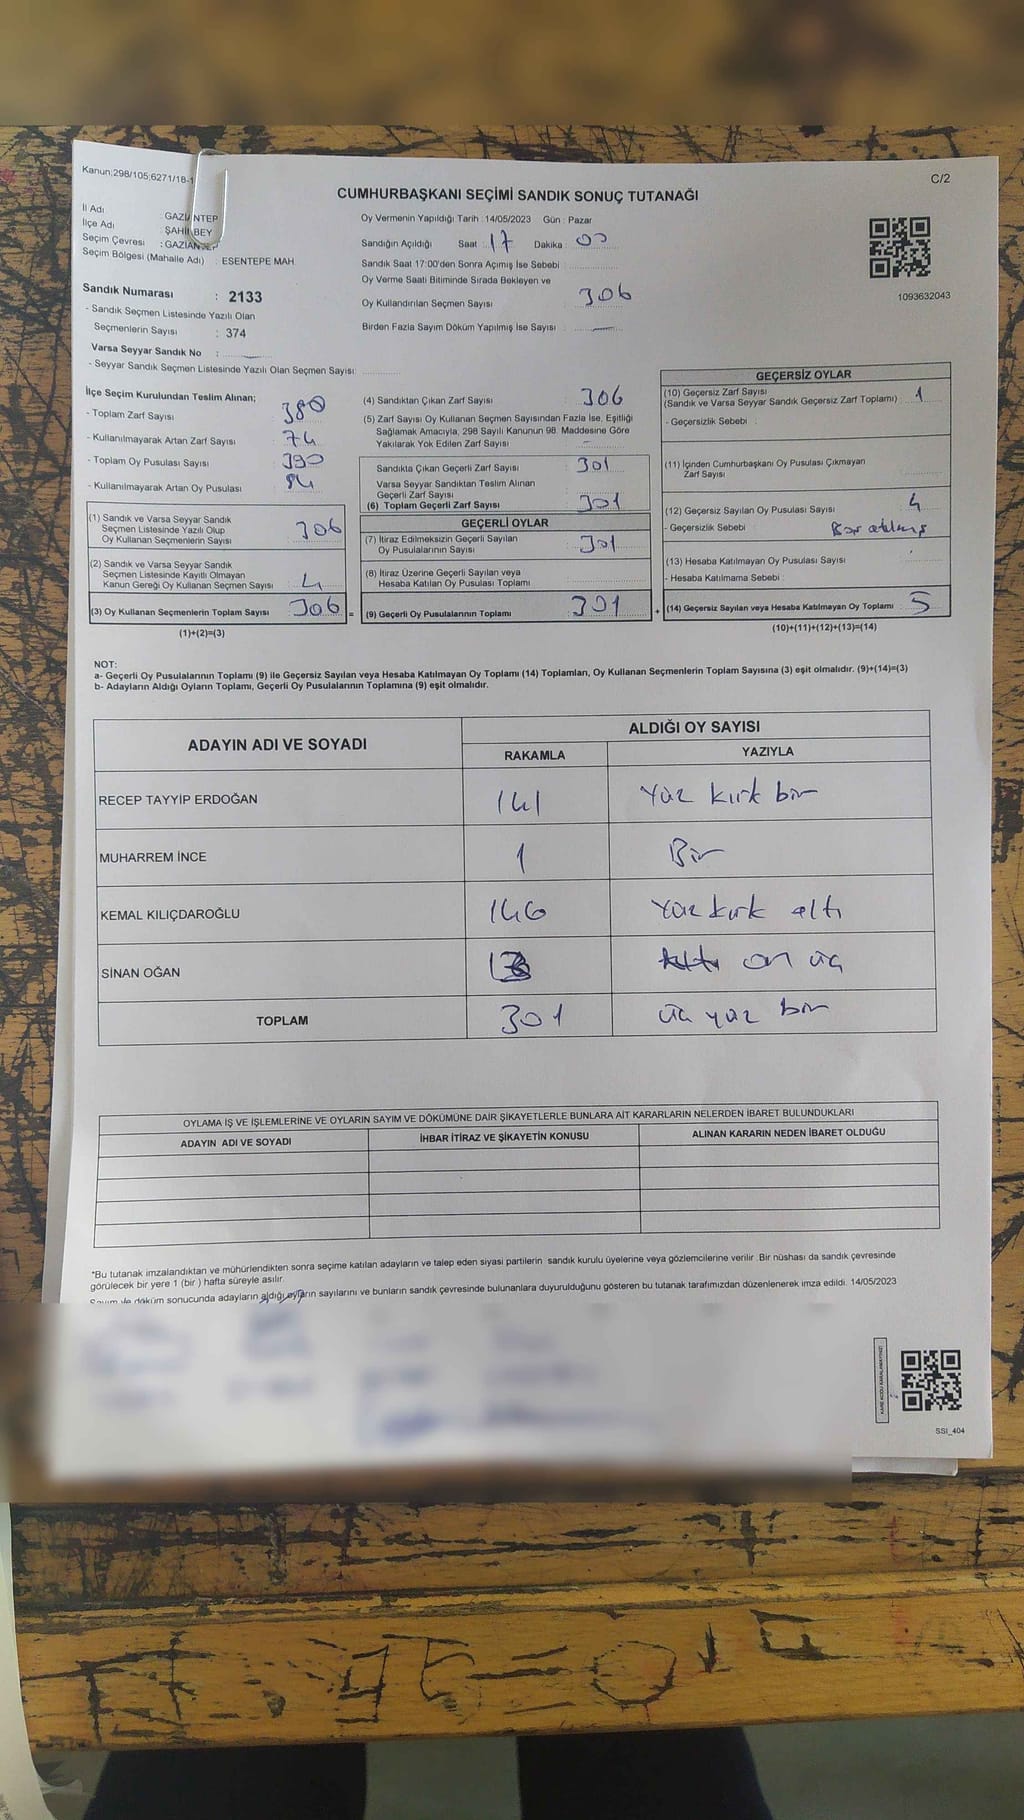 Kanun;298/105;6271/18-1
C/2
CUMHURBAŞKANI SEÇİMİ SANDIK SONUÇ TUTANAĞI
İl Adı : GAZİANTEP
İlçe Adı : ŞAHİNBEY
Seçim Çevresi : GAZİANTEP
Seçim Bölgesi (Mahalle Adı) : ESENTEPE MAH.
Sandık Numarası : 2133
- Sandık Seçmen Listesinde Yazılı Olan
Seçmenlerin Sayısı : 374
Varsa Seyyar Sandık No :
- Seyyar Sandık Seçmen Listesinde Yazılı Olan Seçmen Sayısı:
Oy Vermenin Yapıldığı Tarih :14/05/2023 Gün : Pazar
Sandığın Açıldığı Saat : 17 Dakika : 00
Sandık Saat 17:00'den Sonra Açımış İse Sebebi :
Oy Verme Saati Bitiminde Sırada Bekleyen ve
Oy Kullandırılan Seçmen Sayısı : 306
Birden Fazla Sayım Döküm Yapılmış İse Sayısı :
1093632043
İlçe Seçim Kurulundan Teslim Alınan;
- Toplam Zarf Sayısı : 380
- Kullanılmayarak Artan Zarf Sayısı : 74
- Toplam Oy Pusulası Sayısı : 390
- Kullanılmayarak Artan Oy Pusulası : 84
(1) Sandık ve Varsa Seyyar Sandık
Seçmen Listesinde Yazılı Olup
Oy Kullanan Seçmenlerin Sayısı : 306
(2) Sandık ve Varsa Seyyar Sandık
Seçmen Listesinde Kayıtlı Olmayan
Kanun Gereği Oy Kullanan Seçmen Sayısı : 4
(3) Oy Kullanan Seçmenlerin Toplam Sayısı : 306 =
(1)+(2)=(3)
(4) Sandıktan Çıkan Zarf Sayısı : 306
(5) Zarf Sayısı Oy Kullanan Seçmen Sayısından Fazla İse, Eşitliği
Sağlamak Amacıyla, 298 Sayılı Kanunun 98. Maddesine Göre
Yakılarak Yok Edilen Zarf Sayısı :
Sandıkta Çıkan Geçerli Zarf Sayısı : 301
Varsa Seyyar Sandıktan Teslim Alınan
Geçerli Zarf Sayısı :
(6) Toplam Geçerli Zarf Sayısı : 301
GEÇERLİ OYLAR
(7) İtiraz Edilmeksizin Geçerli Sayılan
Oy Pusulalarının Sayısı : 301
(8) İtiraz Üzerine Geçerli Sayılan veya
Hesaba Katılan Oy Pusulası Toplamı :
(9) Geçerli Oy Pusulalarının Toplamı : 301 +
GEÇERSİZ OYLAR
(10) Geçersiz Zarf Sayısı
(Sandık ve Varsa Seyyar Sandık Geçersiz Zarf Toplamı) : 1
- Geçersizlik Sebebi :
(11) İçinden Cumhurbaşkanı Oy Pusulası Çıkmayan
Zarf Sayısı :
(12) Geçersiz Sayılan Oy Pusulası Sayısı : 4
- Geçersizlik Sebebi : Boş atılmış
(13) Hesaba Katılmayan Oy Pusulası Sayısı :
- Hesaba Katılmama Sebebi :
(14) Geçersiz Sayılan veya Hesaba Katılmayan Oy Toplamı : 5
(10)+(11)+(12)+(13)=(14)
NOT:
a- Geçerli Oy Pusulalarının Toplamı (9) ile Geçersiz Sayılan veya Hesaba Katılmayan Oy Toplamı (14) Toplamları, Oy Kullanan Seçmenlerin Toplam Sayısına (3) eşit olmalıdır. (9)+(14)=(3)
b- Adayların Aldığı Oyların Toplamı, Geçerli Oy Pusulalarının Toplamına (9) eşit olmalıdır.
ADAYIN ADI VE SOYADI ALDIĞI OY SAYISI
RAKAMLA YAZIYLA
RECEP TAYYİP ERDOĞAN 141 Yüz kırk bir
MUHARREM İNCE 1 Bir
KEMAL KILIÇDAROĞLU 146 Yüz kırk altı
SİNAN OĞAN 13 on üç
TOPLAM 301 üç yüz bir
OYLAMA İŞ VE İŞLEMLERİNE VE OYLARIN SAYIM VE DÖKÜMÜNE DAİR ŞİKAYETLERLE BUNLARA AİT KARARLARIN NELERDEN İBARET BULUNDUKLARI
ADAYIN ADI VE SOYADI İHBAR İTİRAZ VE ŞİKAYETİN KONUSU ALINAN KARARIN NEDEN İBARET OLDUĞU
*Bu tutanak imzalandıktan ve mühürlendikten sonra seçime katılan adayların ve talep eden siyasi partilerin sandık kurulu üyelerine veya gözlemcilerine verilir .Bir nüshası da sandık çevresinde
görülecek bir yere 1 (bir ) hafta süreyle asılır.
Sayım ve döküm sonucunda adayların aldığı oyların sayılarını ve bunların sandık çevresinde bulunanlara duyurulduğunu gösteren bu tutanak tarafımızdan düzenlenerek imza edildi. 14/05/2023
SSI_404